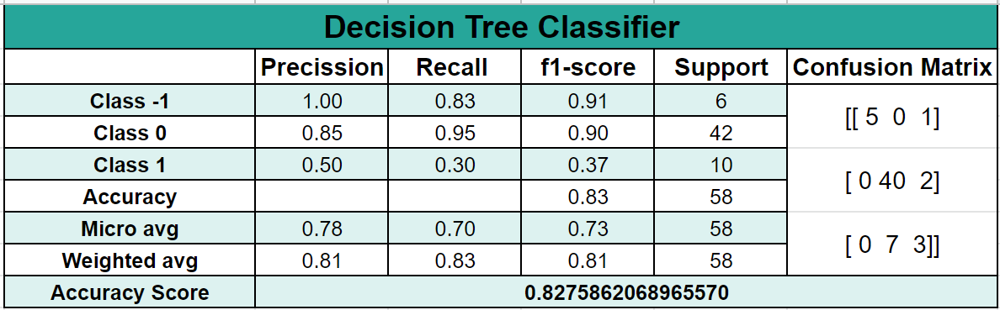 Decision Tree Classifier
Precission Recall f1-score Support Confusion Matrix
Class -1 1.00 0.83 0.91 6
[[ 5 0 1]
Class 0 0.85 0.95 0.90 42
Class 1 0.50 0.30 0.37 10
[ 0 40 2]
Accuracy 0.83 58
Micro avg 0.78 0.70 0.73 58
[ 0 7 3]]
Weighted avg 0.81 0.83 0.81 58
Accuracy Score 0.8275862068965570